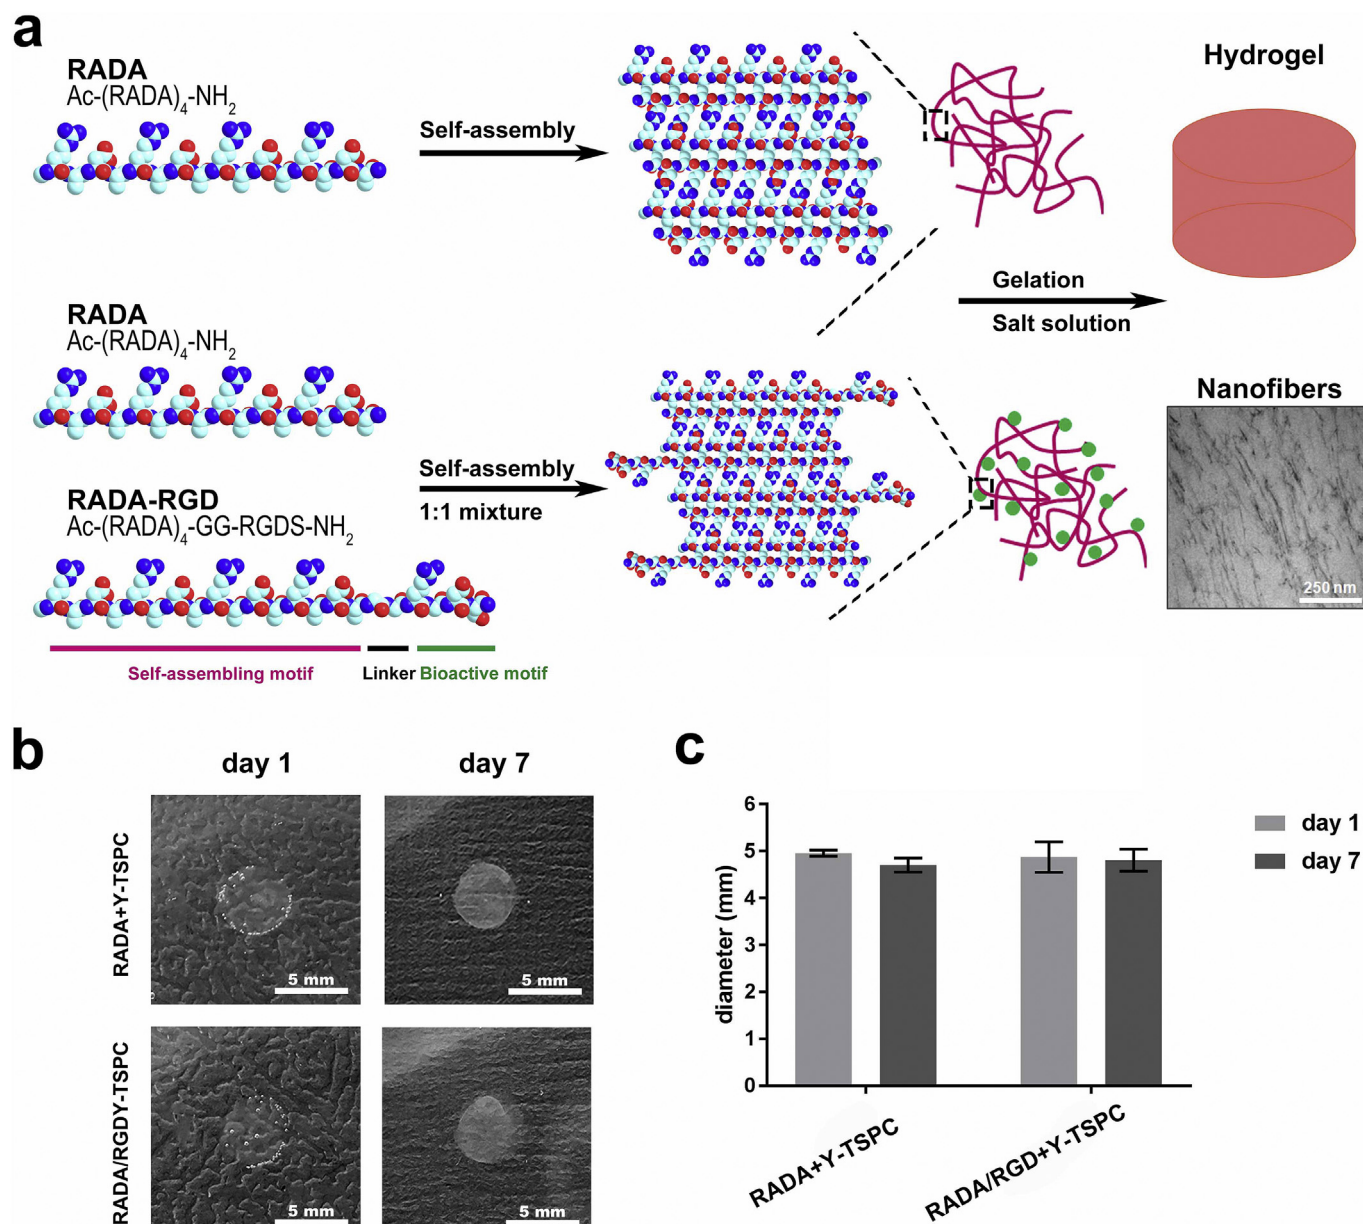 a
RADA
Ac-(RADA)4-NH2
Self-assembly
Hydrogel
Gelation
Salt solution
RADA
Ac-(RADA)4-NH2
RADA-RGD
Ac-(RADA)4-GG-RGDS-NH2
Self-assembly
1:1 mixture
Nanofibers
250 nm
Self-assembling motif
Linker
Bioactive motif
b
day 1
day 7
RADA+Y-TSPC
5 mm
5 mm
RADA/RGDY-TSPC
5 mm
5 mm
c
diameter (mm)
6
5
4
3
2
1
0
day 1
day 7
RADA+Y-TSPC
RADA/RGD+Y-TSPC